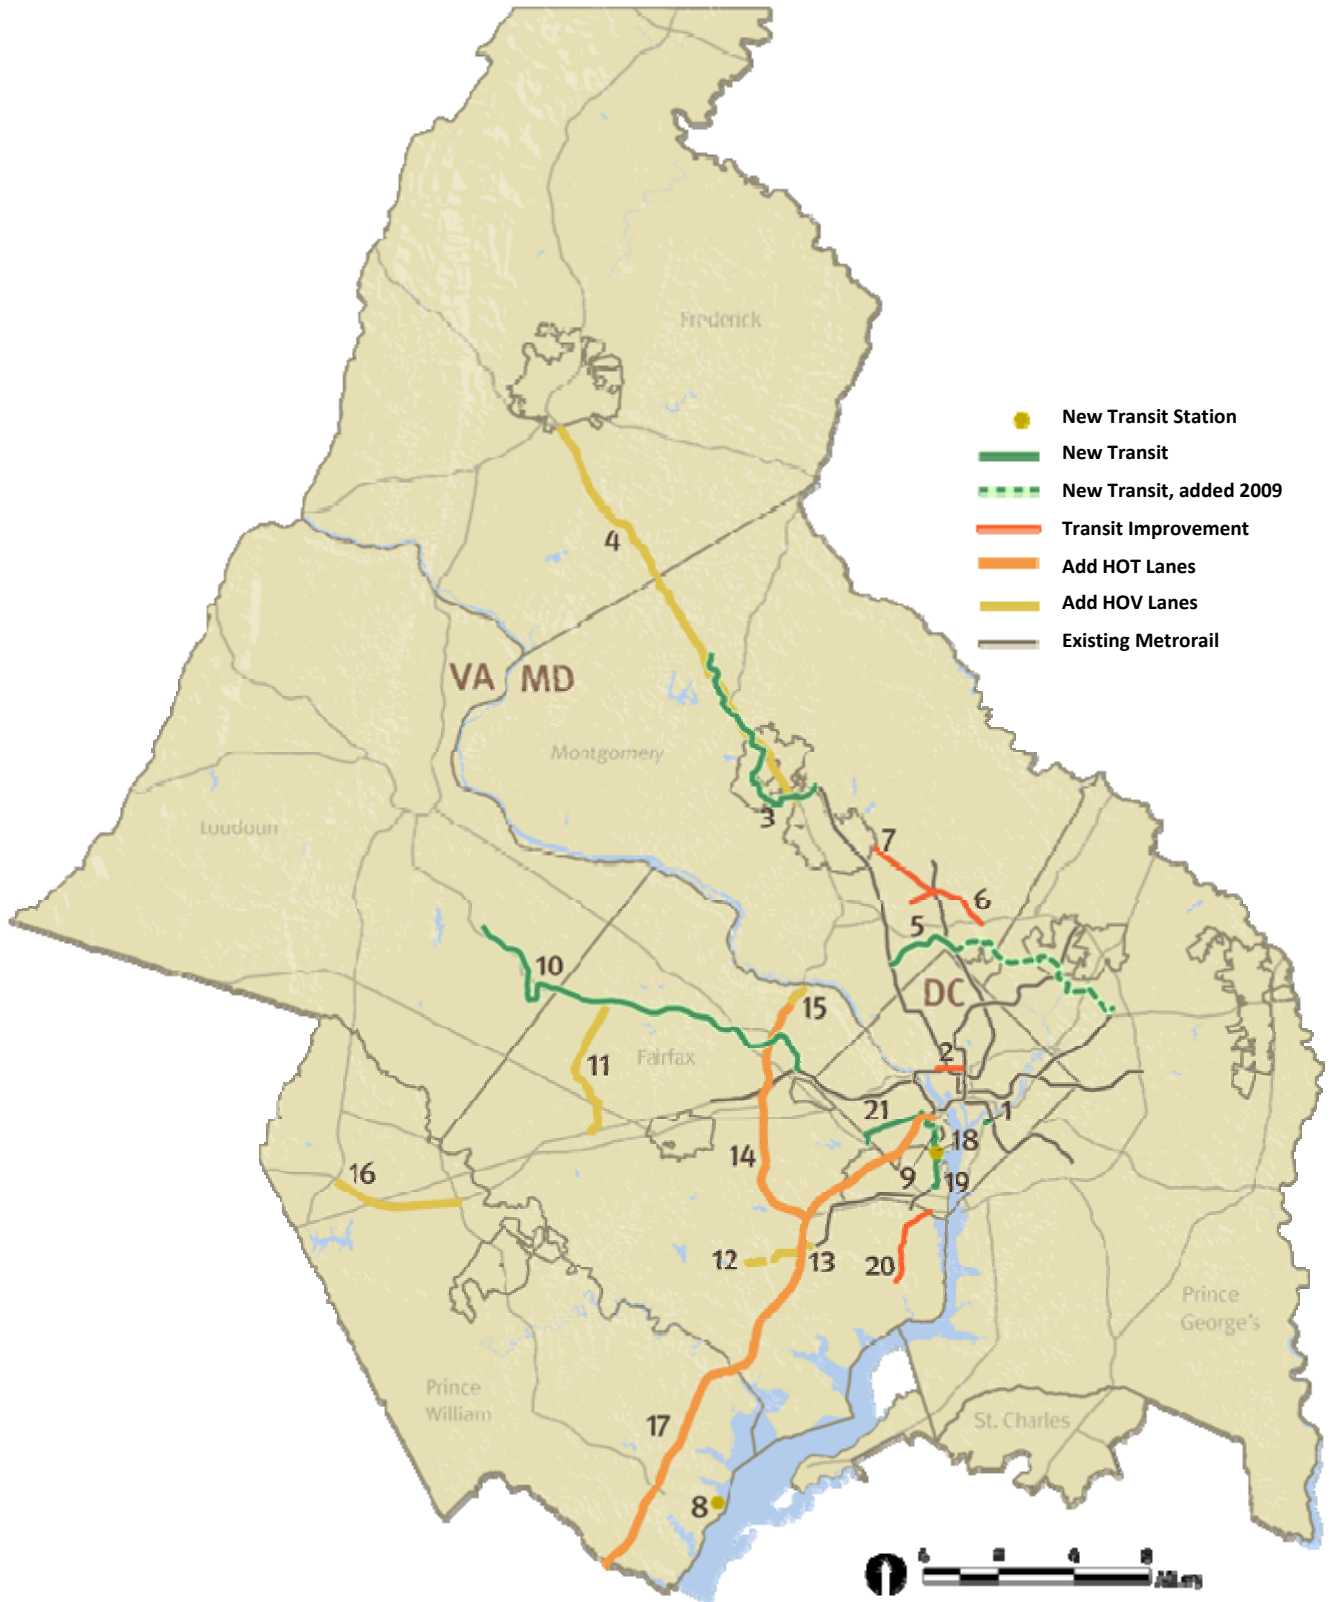 Frederick
New Transit Station
New Transit
New Transit, added 2009
Transit Improvement
Add HOT Lanes
Add HOV Lanes
Existing Metrorail
4
VA MD
Montgomery
3
Loudoun
7
6
5
10
DC
15
Fairfax
2
11
21
1
18
14
16
9
19
12
13
20
Prince
George's
Prince
William
St. Charles
17
8